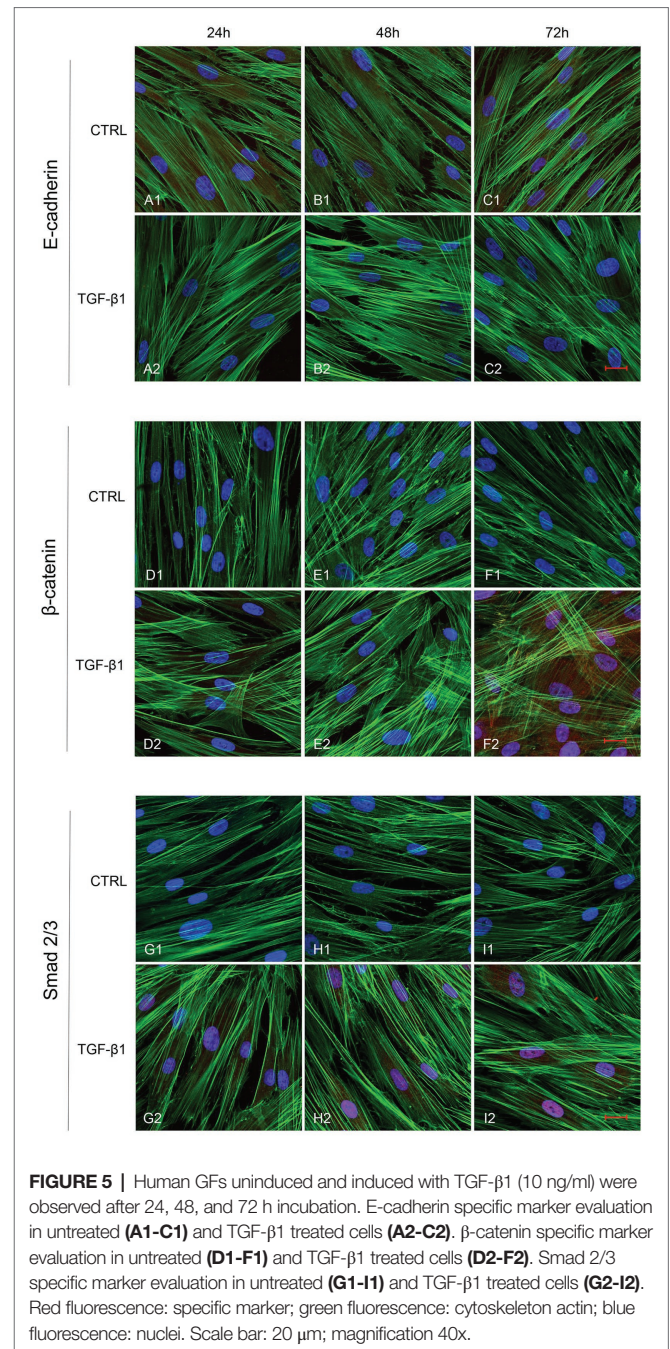 24h 48h 72h
E-cadherin
CTRL
A1 B1 C1
TGF-β1
A2 B2 C2
β-catenin
CTRL
D1 E1 F1
TGF-β1
D2 E2 F2
Smad 2/3
CTRL
G1 H1 I1
TGF-β1
G2 H2 I2
FIGURE 5 | Human GFs uninduced and induced with TGF-β1 (10 ng/ml) were
observed after 24, 48, and 72 h incubation. E-cadherin specific marker evaluation
in untreated (A1-C1) and TGF-β1 treated cells (A2-C2). β-catenin specific marker
evaluation in untreated (D1-F1) and TGF-β1 treated cells (D2-F2). Smad 2/3
specific marker evaluation in untreated (G1-I1) and TGF-β1 treated cells (G2-I2).
Red fluorescence: specific marker; green fluorescence: cytoskeleton actin; blue
fluorescence: nuclei. Scale bar: 20 μm; magnification 40x.